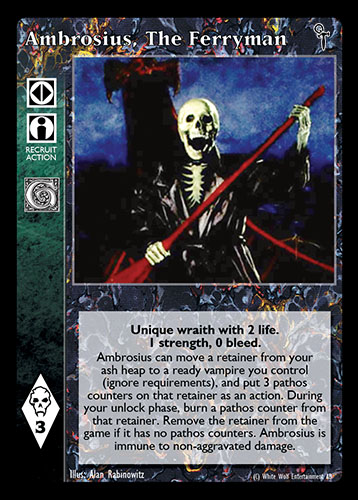 Ambrosius, The Ferryman
RECRUIT
ACTION
Unique wraith with 2 life.
1 strength, 0 bleed.
Ambrosius can move a retainer from your
ash heap to a ready vampire you control
(ignore requirements), and put 3 pathos
counters on that retainer as an action. During
your unlock phase, burn a pathos counter from
that retainer. Remove the retainer from the
game if it has no pathos counters. Ambrosius is
immune to non-aggravated damage.
3
Illus: Alan Rabinowitz
(C) White Wolf Entertainment